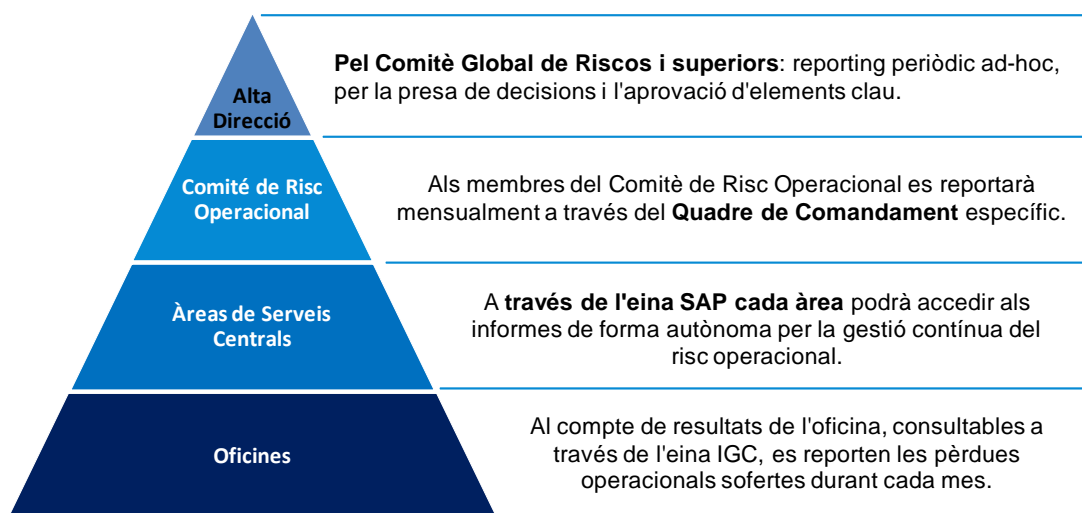 Alta
Direcció
Pel Comitè Global de Riscos i superiors: reporting periòdic ad-hoc,
per la presa de decisions i l'aprovació d'elements clau.
Comité de Risc
Operacional
Als membres del Comitè de Risc Operacional es reportarà
mensualment a través del Quadre de Comandament específic.
Àreas de Serveis
Centrals
A través de l'eina SAP cada àrea podrà accedir als
informes de forma autònoma per la gestió contínua del
risc operacional.
Oficines
Al compte de resultats de l'oficina, consultables a
través de l'eina IGC, es reporten les pèrdues
operacionals sofertes durant cada mes.